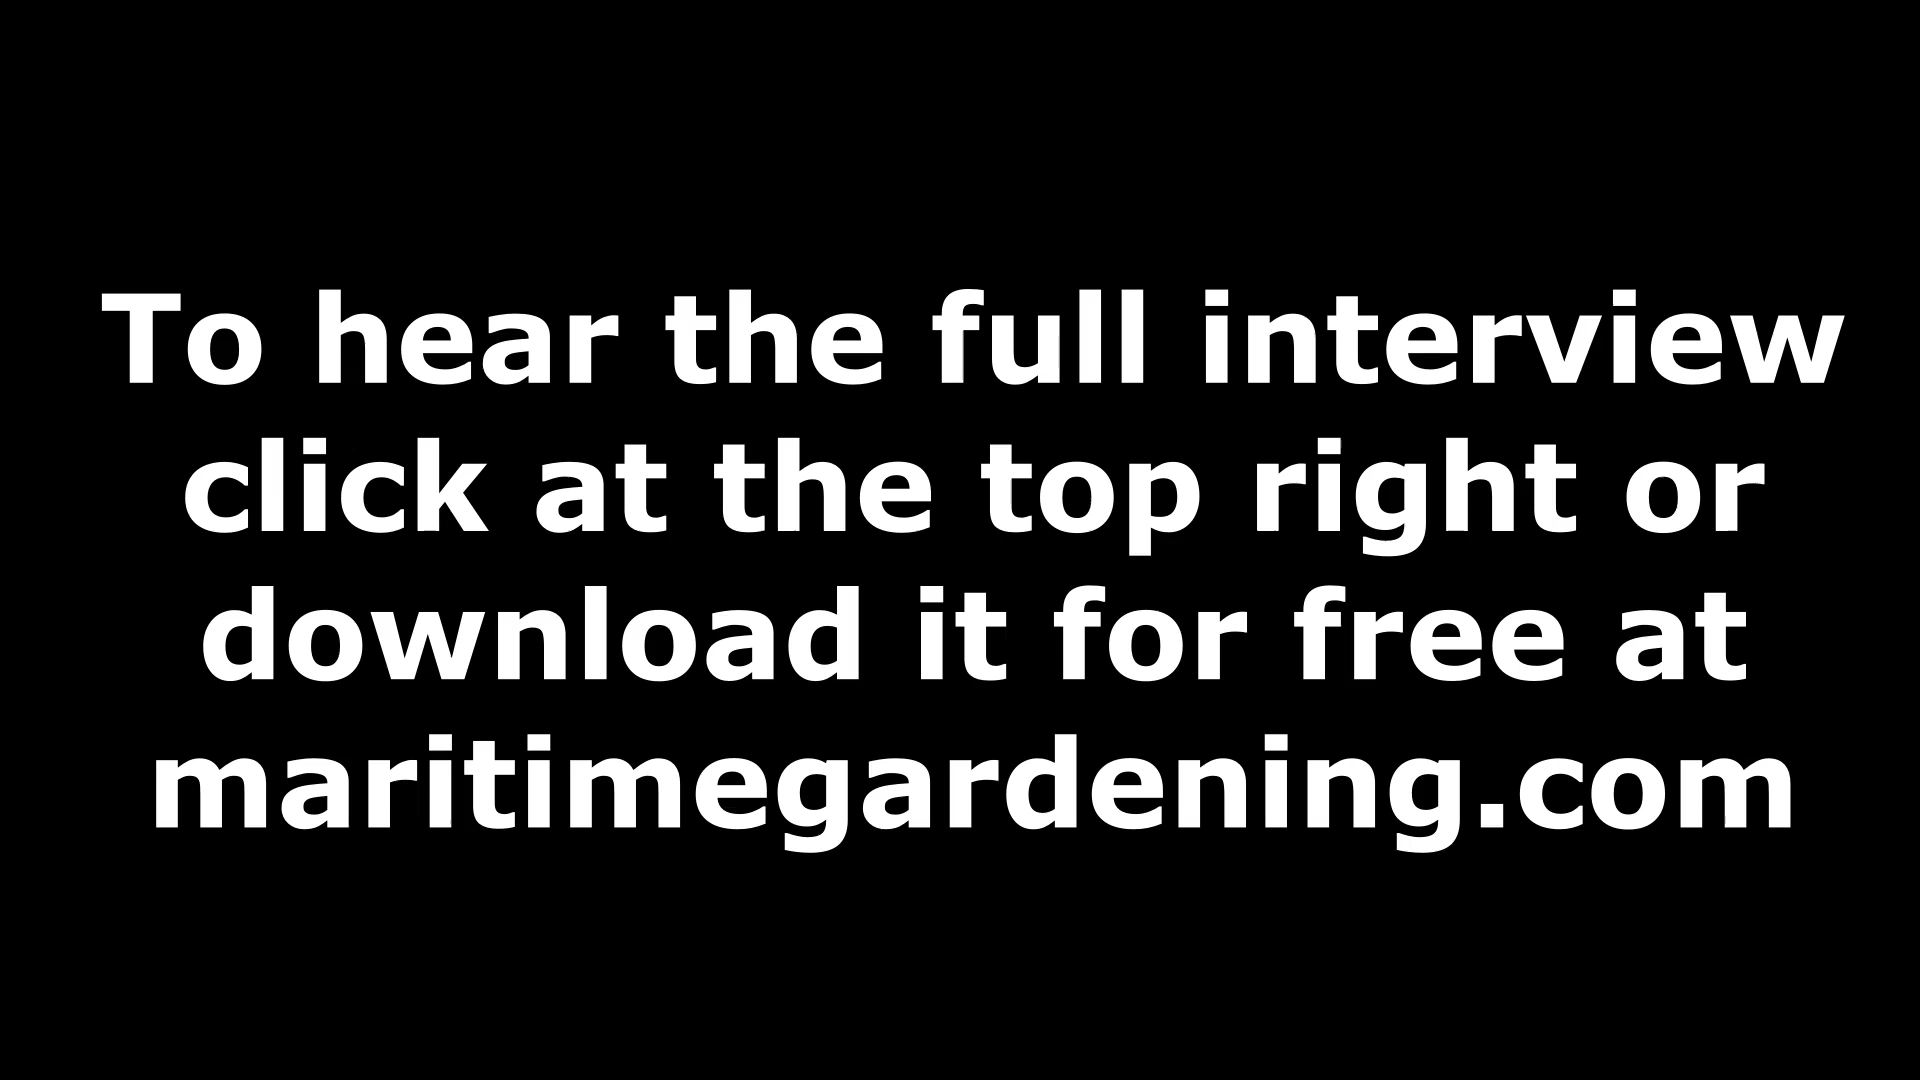 To hear the full interview
click at the top right or
download it for free at
maritimegardening.com